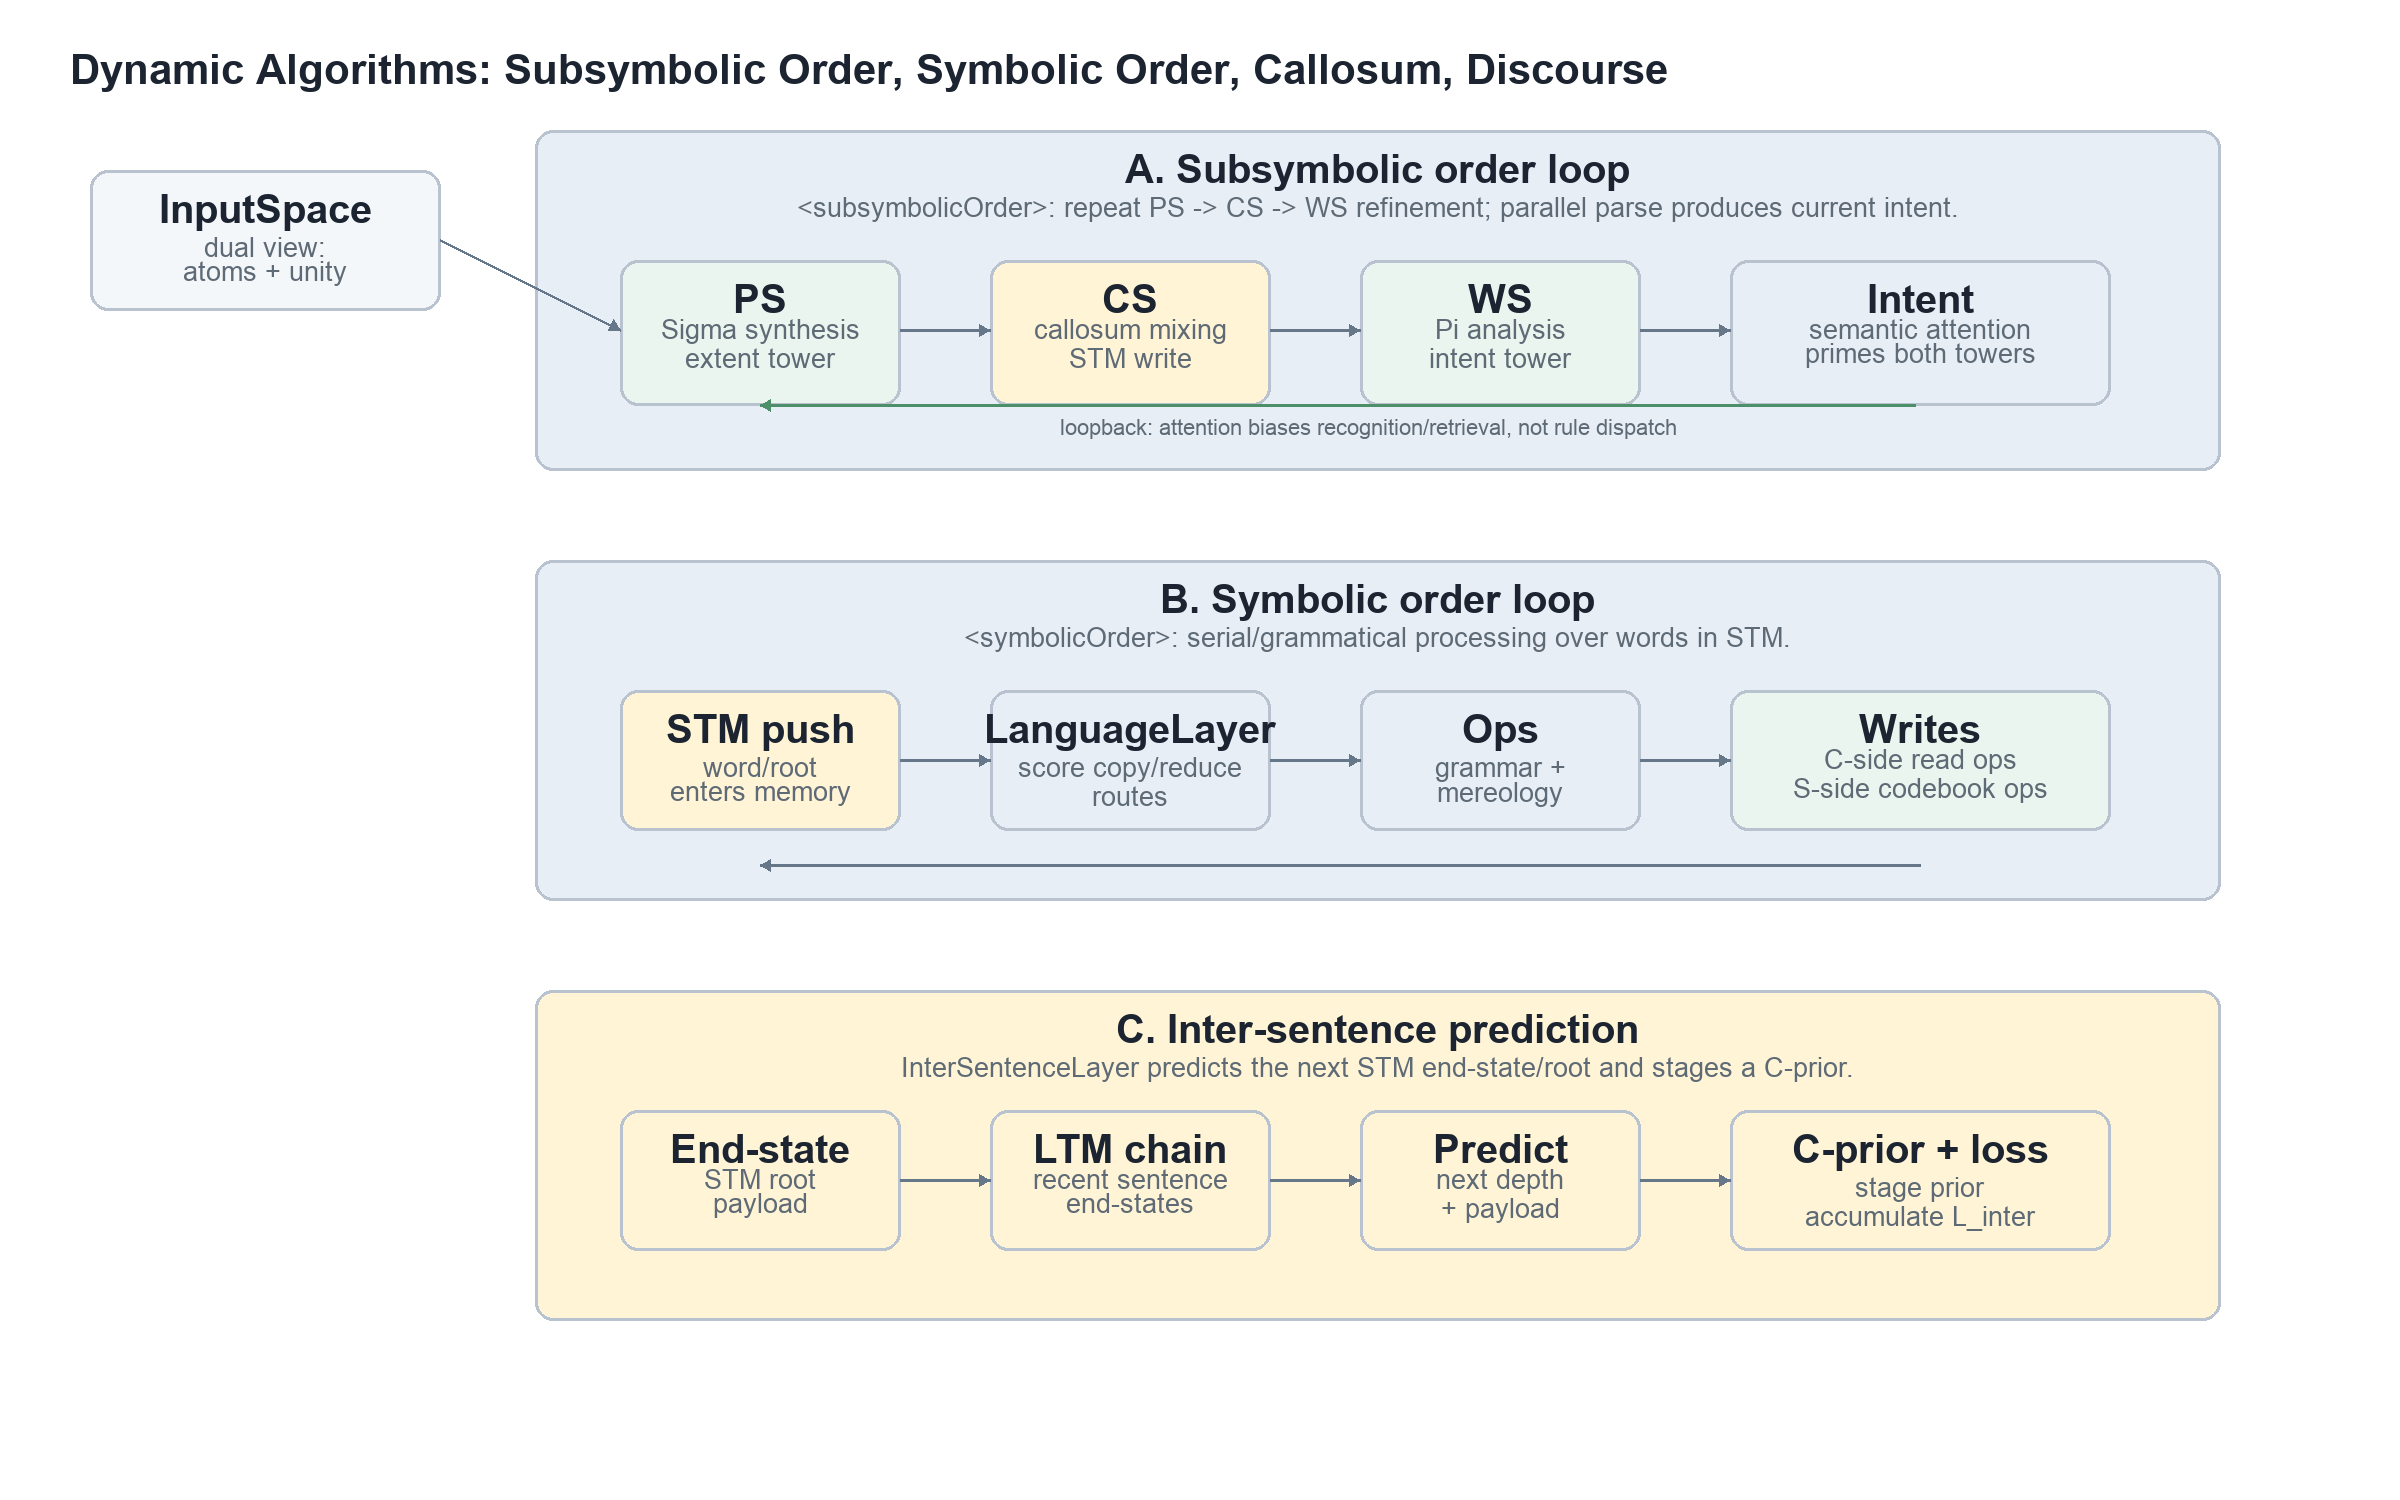 Dynamic Algorithms: Subsymbolic Order, Symbolic Order, Callosum, Discourse
InputSpace
dual view:
atoms + unity
A. Subsymbolic order loop
<subsymbolicOrder>: repeat PS -> CS -> WS refinement; parallel parse produces current intent.
PS
Sigma synthesis
extent tower
CS
callosum mixing
STM write
WS
Pi analysis
intent tower
Intent
semantic attention
primes both towers
loopback: attention biases recognition/retrieval, not rule dispatch
B. Symbolic order loop
<symbolicOrder>: serial/grammatical processing over words in STM.
STM push
word/root
enters memory
LanguageLayer
score copy/reduce
routes
Ops
grammar +
mereology
Writes
C-side read ops
S-side codebook ops
C. Inter-sentence prediction
InterSentenceLayer predicts the next STM end-state/root and stages a C-prior.
End-state
STM root
payload
LTM chain
recent sentence
end-states
Predict
next depth
+ payload
C-prior + loss
stage prior
accumulate L_inter